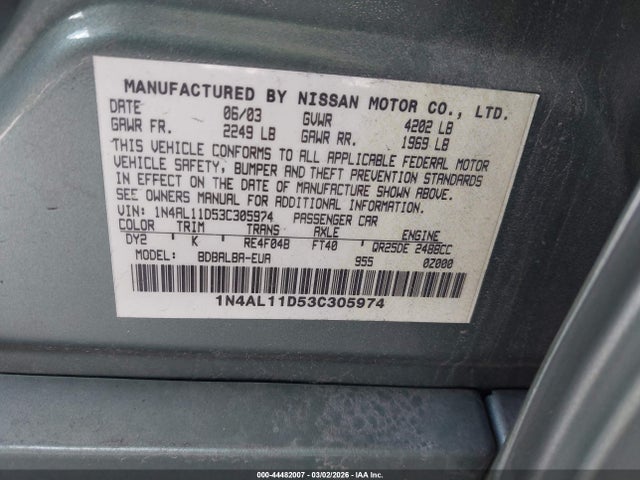 MANUFACTURED BY NISSAN MOTOR CO., LTD.
DATE 06/03 GVWR 4202 LB
GAWR FR. 2249 LB GAWR RR. 1969 LB
THIS VEHICLE CONFORMS TO ALL APPLICABLE FEDERAL MOTOR
VEHICLE SAFETY, BUMPER AND THEFT PREVENTION STANDARDS
IN EFFECT ON THE DATE OF MANUFACTURE SHOWN ABOVE.
SEE OWNERS MANUAL FOR ADDITIONAL INFORMATION.
VIN: 1N4AL11D53C305974 PASSENGER CAR
COLOR TRIM TRANS AXLE ENGINE
DY2 K RE4F04B FT40 QR25DE 2488CC
MODEL: BDBALBA-EUA 955 0Z000
1N4AL11D53C305974
000-44482007 - 03/02/2026 - IAA Inc.